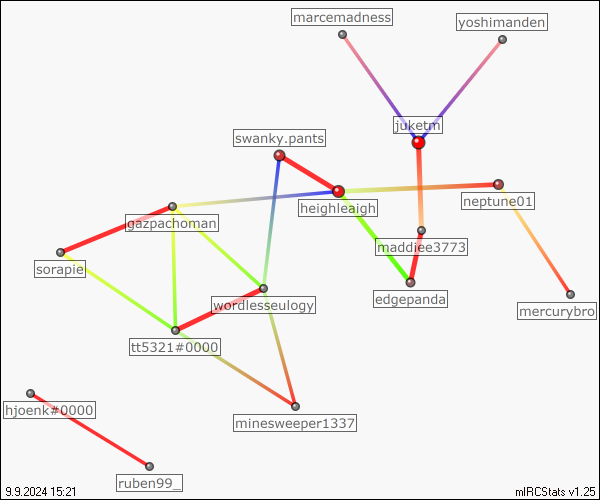 marcemadness
yoshimanden
juketm
swanky.pants
heighleaigh
neptune01
gazpachoman
maddiee3773
sorapie
edgepanda
wordlesseulogy
mercurybro
tt5321#0000
hjoenk#0000
minesweeper1337
ruben99_
9.9.2024 15:21
mIRCStats v1.25